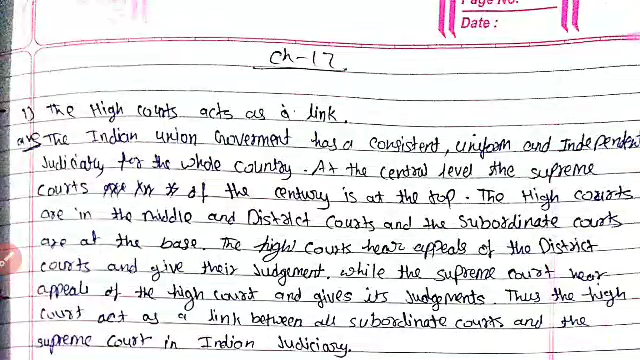 Page No.
Date :
Ch-17
1) The High courts acts as a link.
ans The Indian union Goverment has a consistent, uniform and Independent
Judiciary for the whole country. At the central level the supreme
courts of the century is at the top. The High courts
are in the middle and District courts and the subordinate courts
are at the base. The high courts hear appeals of the District
courts and give their Judgement. while the supreme court hear
appeals of the high court and gives its Judgements. Thus the high
court act as a link between all subordinate courts and the
supreme court in Indian Judiciary.